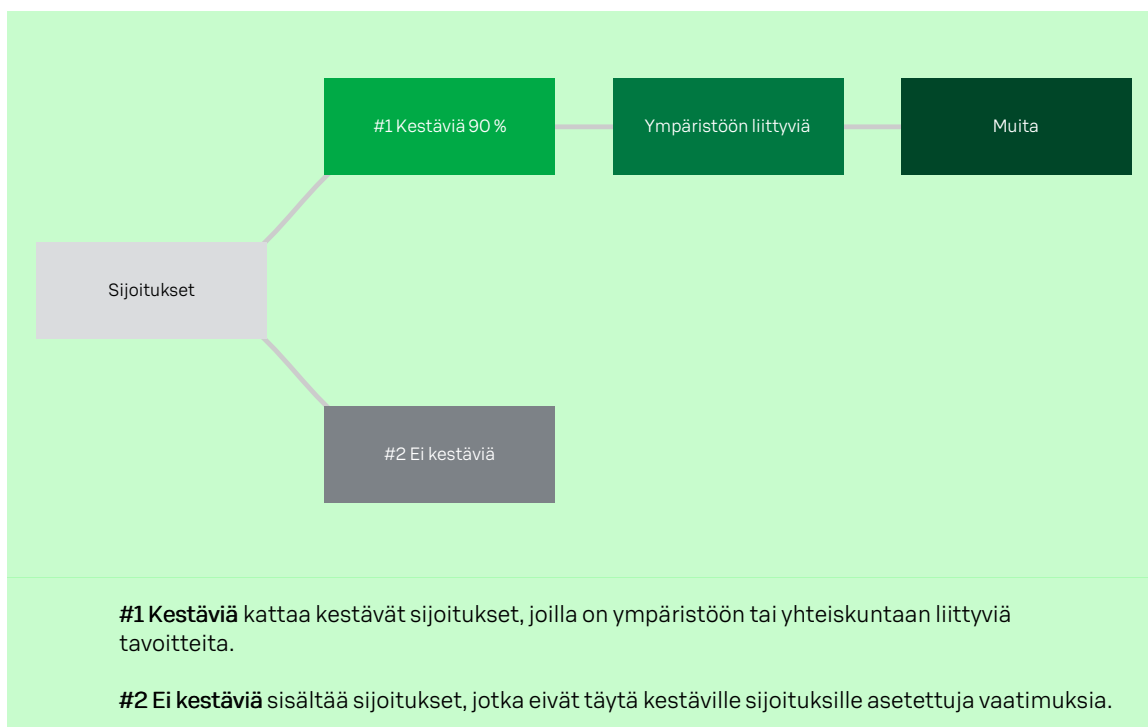 #1 Kestäviä 90 %
Ympäristöön liittyviä
Muita
Sijoitukset
#2 Ei kestäviä
#1 Kestäviä kattaa kestävät sijoitukset, joilla on ympäristöön tai yhteiskuntaan liittyviä
tavoitteita.
#2 Ei kestäviä sisältää sijoitukset, jotka eivät täytä kestäville sijoituksille asetettuja vaatimuksia.